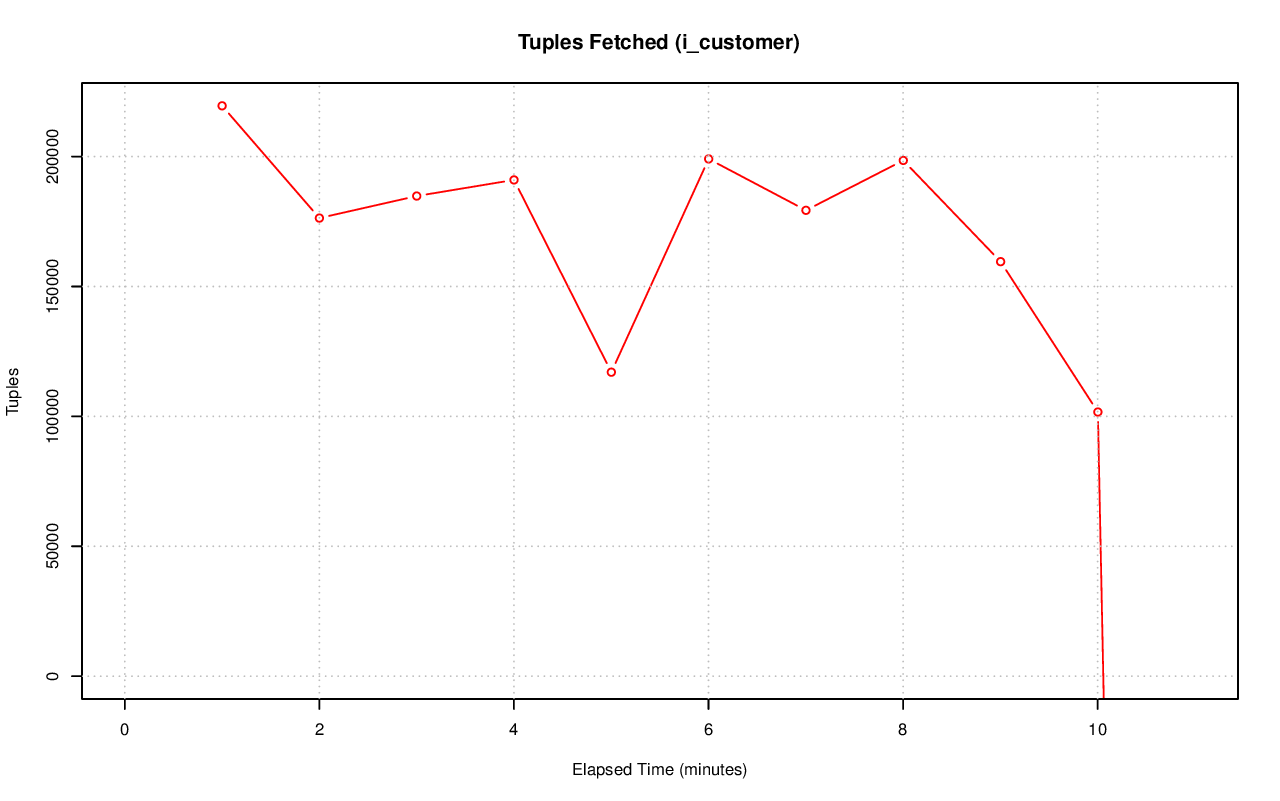 Tuples Fetched (i_customer)
Tuples
200000
150000
100000
50000
0
0 2 4 6 8 10
Elapsed Time (minutes)